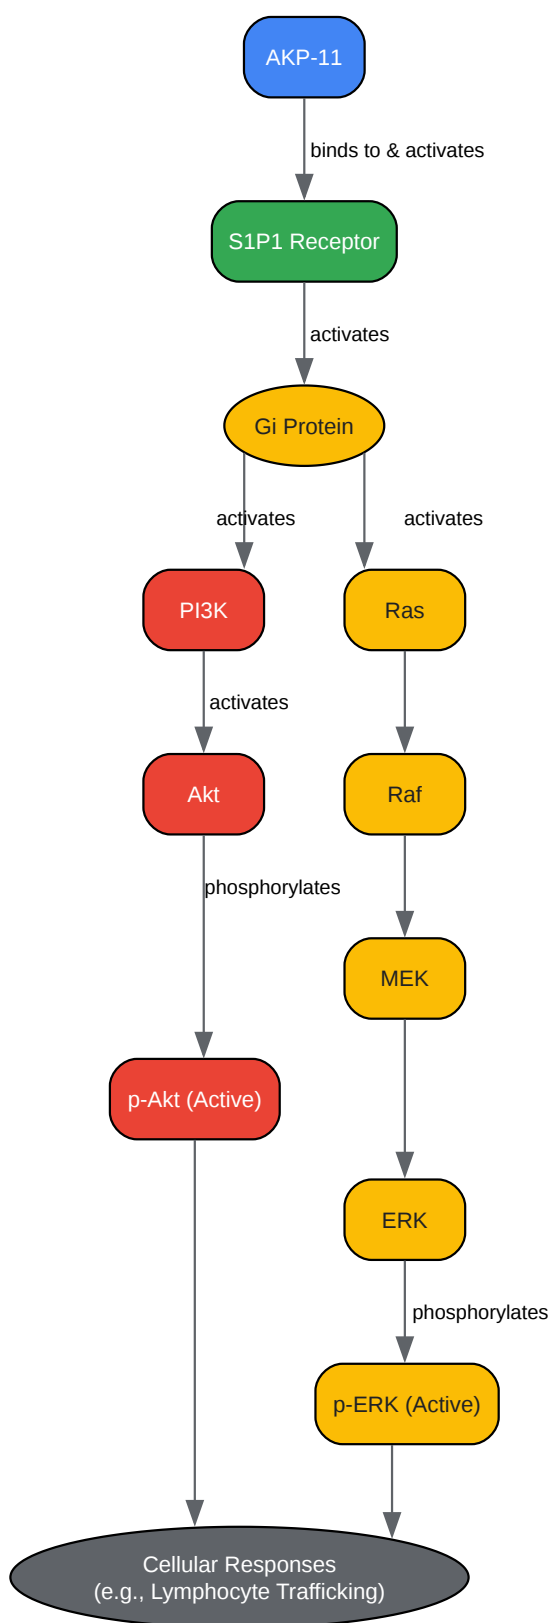 AKP-11
binds to & activates
S1P1 Receptor
activates
Gi Protein
activates
activates
PI3K
Ras
activates
Akt
Raf
phosphorylates
MEK
p-Akt (Active)
ERK
phosphorylates
p-ERK (Active)
Cellular Responses
(e.g., Lymphocyte Trafficking)